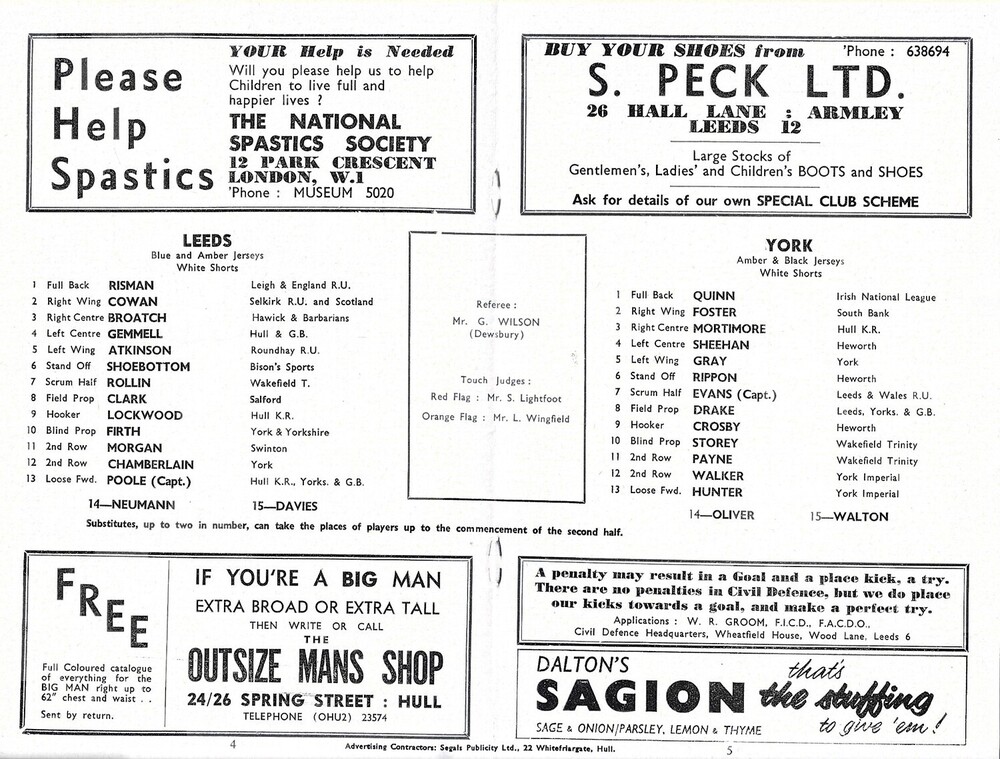 Please
Help
Spastics
YOUR Help is Needed
Will you please help us to help
Children to live full and
happier lives ?
THE NATIONAL
SPASTICS SOCIETY
12 PARK CRESCENT
LONDON, W.1
'Phone : MUSEUM 5020
BUY YOUR SHOES from 'Phone : 638694
S. PECK LTD.
26 HALL LANE : ARMLEY
LEEDS 12
Large Stocks of
Gentlemen's, Ladies' and Children's BOOTS and SHOES
Ask for details of our own SPECIAL CLUB SCHEME
LEEDS
Blue and Amber Jerseys
White Shorts
1 Full Back RISMAN Leigh & England R.U.
2 Right Wing COWAN Selkirk R.U. and Scotland
3 Right Centre BROATCH Hawick & Barbarians
4 Left Centre GEMMELL Hull & G.B.
5 Left Wing ATKINSON Roundhay R.U.
6 Stand Off SHOEBOTTOM Bison's Sports
7 Scrum Half ROLLIN Wakefield T.
8 Field Prop CLARK Salford
9 Hooker LOCKWOOD Hull K.R.
10 Blind Prop FIRTH York & Yorkshire
11 2nd Row MORGAN Swinton
12 2nd Row CHAMBERLAIN York
13 Loose Fwd. POOLE (Capt.) Hull K.R., Yorks. & G.B.
14—NEUMANN 15—DAVIES
Referee :
Mr. G. WILSON
(Dewsbury)
Touch Judges :
Red Flag : Mr. S. Lightfoot
Orange Flag : Mr. L. Wingfield
YORK
Amber & Black Jerseys
White Shorts
1 Full Back QUINN Irish National League
2 Right Wing FOSTER South Bank
3 Right Centre MORTIMORE Hull K.R.
4 Left Centre SHEEHAN Heworth
5 Left Wing GRAY York
6 Stand Off RIPPON Heworth
7 Scrum Half EVANS (Capt.) Leeds & Wales R.U.
8 Field Prop DRAKE Leeds, Yorks. & G.B.
9 Hooker CROSBY Heworth
10 Blind Prop STOREY Wakefield Trinity
11 2nd Row PAYNE Wakefield Trinity
12 2nd Row WALKER York Imperial
13 Loose Fwd. HUNTER York Imperial
14—OLIVER 15—WALTON
Substitutes, up to two in number, can take the places of players up to the commencement of the second half.
FREE
Full Coloured catalogue
of everything for the
BIG MAN right up to
62" chest and waist . .
Sent by return.
IF YOU'RE A BIG MAN
EXTRA BROAD OR EXTRA TALL
THEN WRITE OR CALL
THE
OUTSIZE MANS SHOP
24/26 SPRING STREET : HULL
TELEPHONE (OHU2) 23574
A penalty may result in a Goal and a place kick, a try.
There are no penalties in Civil Defence, but we do place
our kicks towards a goal, and make a perfect try.
Applications : W. R. GROOM, F.I.C.D., F.A.C.D.O.,
Civil Defence Headquarters, Wheatfield House, Wood Lane, Leeds 6
DALTON'S
SAGION
SAGE & ONION/PARSLEY, LEMON & THYME
that's
the stuffing
to give 'em!
4
Advertising Contractors: Segals Publicity Ltd., 22 Whitefriargate, Hull.
5